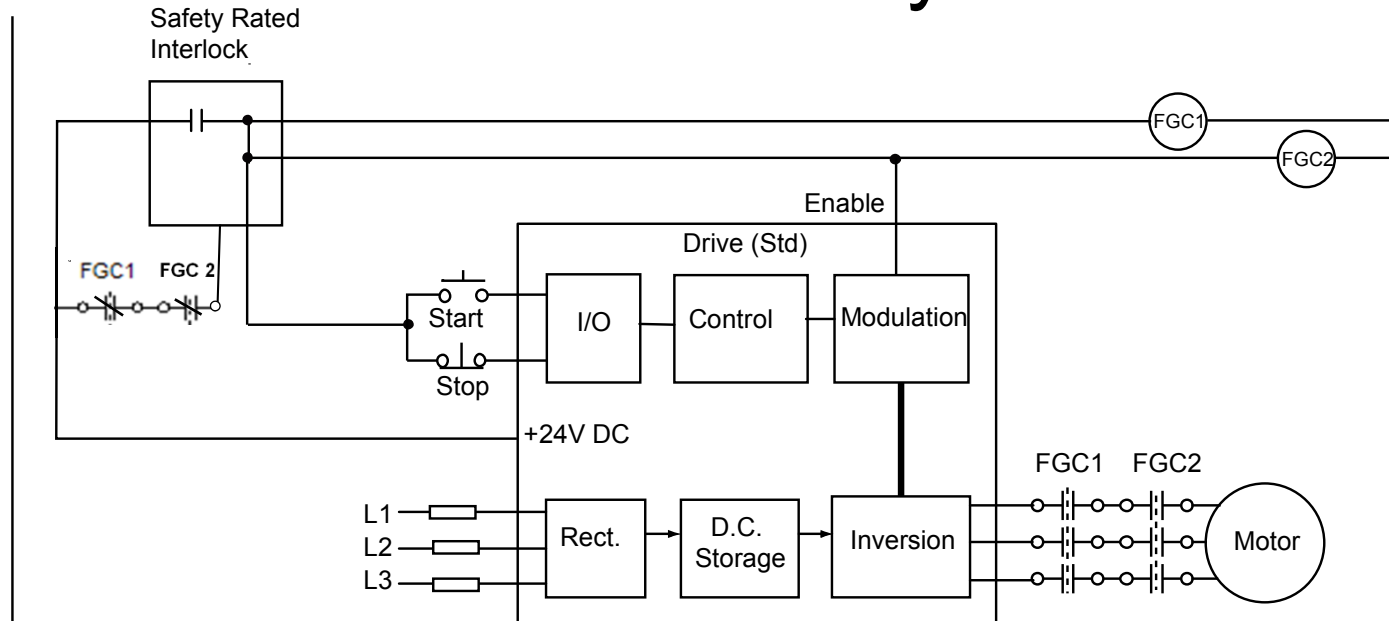 Safety Rated
Interlock
FGC1
FGC2
Enable
Drive (Std)
FGC1
FGC 2
Start
I/O
Control
Modulation
Stop
+24V DC
FGC1
FGC2
L1
L2
L3
Rect.
D.C.
Storage
Inversion
Motor